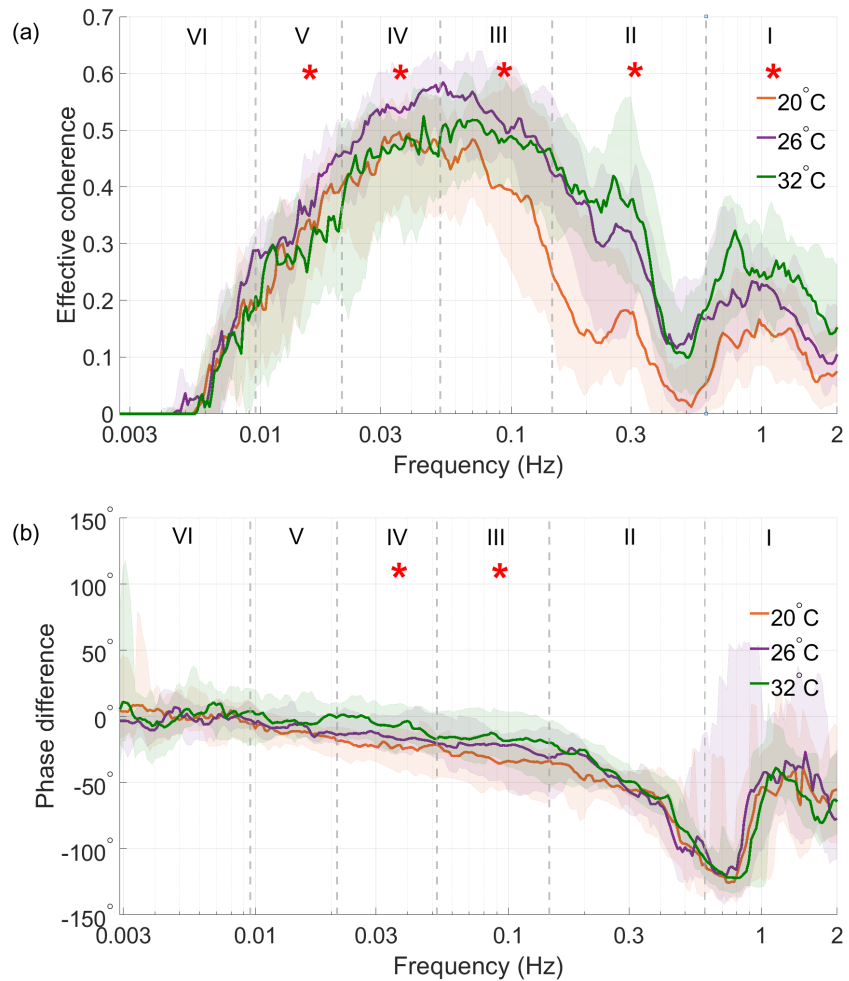 (a)
Effective coherence
0.7
0.6
0.5
0.4
0.3
0.2
0.1
0
VI V IV III II I
* * * * *
20°C
26°C
32°C
0.003 0.01 0.03 0.1 0.3 1 2
Frequency (Hz)
(b)
Phase difference
150°
100°
50°
0°
-50°
-100°
-150°
VI V IV III II I
* *
20°C
26°C
32°C
0.003 0.01 0.03 0.1 0.3 1 2
Frequency (Hz)